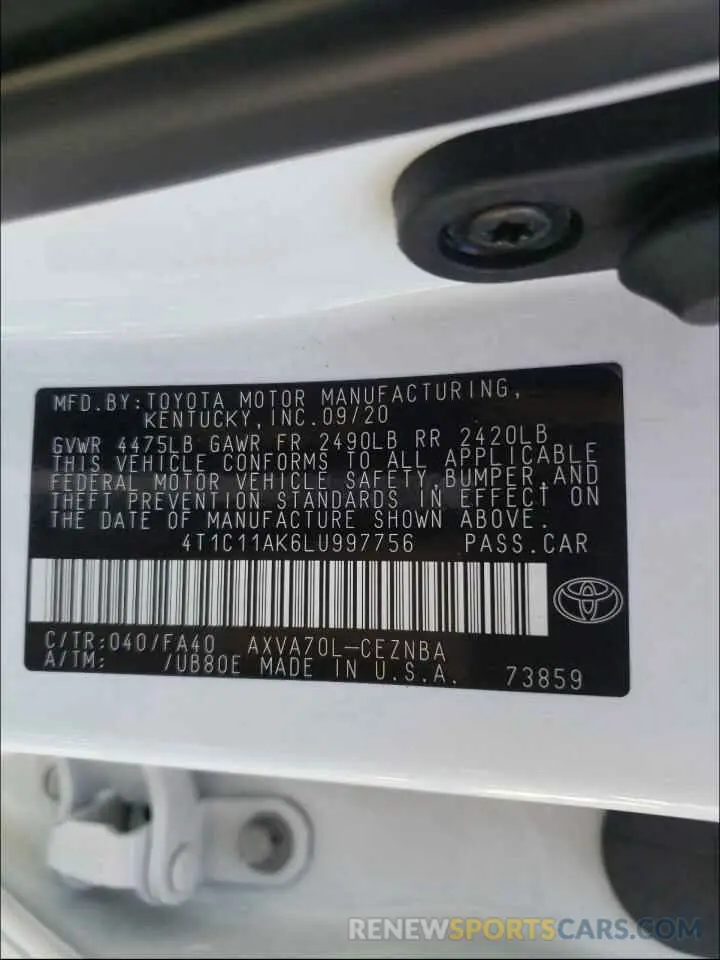 MFD.BY:TOYOTA MOTOR MANUFACTURING,
KENTUCKY,INC.09/20
GVWR 4475LB GAWR FR 2490LB RR 2420LB
THIS VEHICLE CONFORMS TO ALL APPLICABLE
FEDERAL MOTOR VEHICLE SAFETY,BUMPER,AND
THEFT PREVENTION STANDARDS IN EFFECT ON
THE DATE OF MANUFACTURE SHOWN ABOVE.
4T1C11AK6LU997756 PASS.CAR
C/TR:040/FA40 AXVA70L-CEZNBA
A/TM: /UB80E MADE IN U.S.A. 73859
RENEWSPORTSCARS.COM